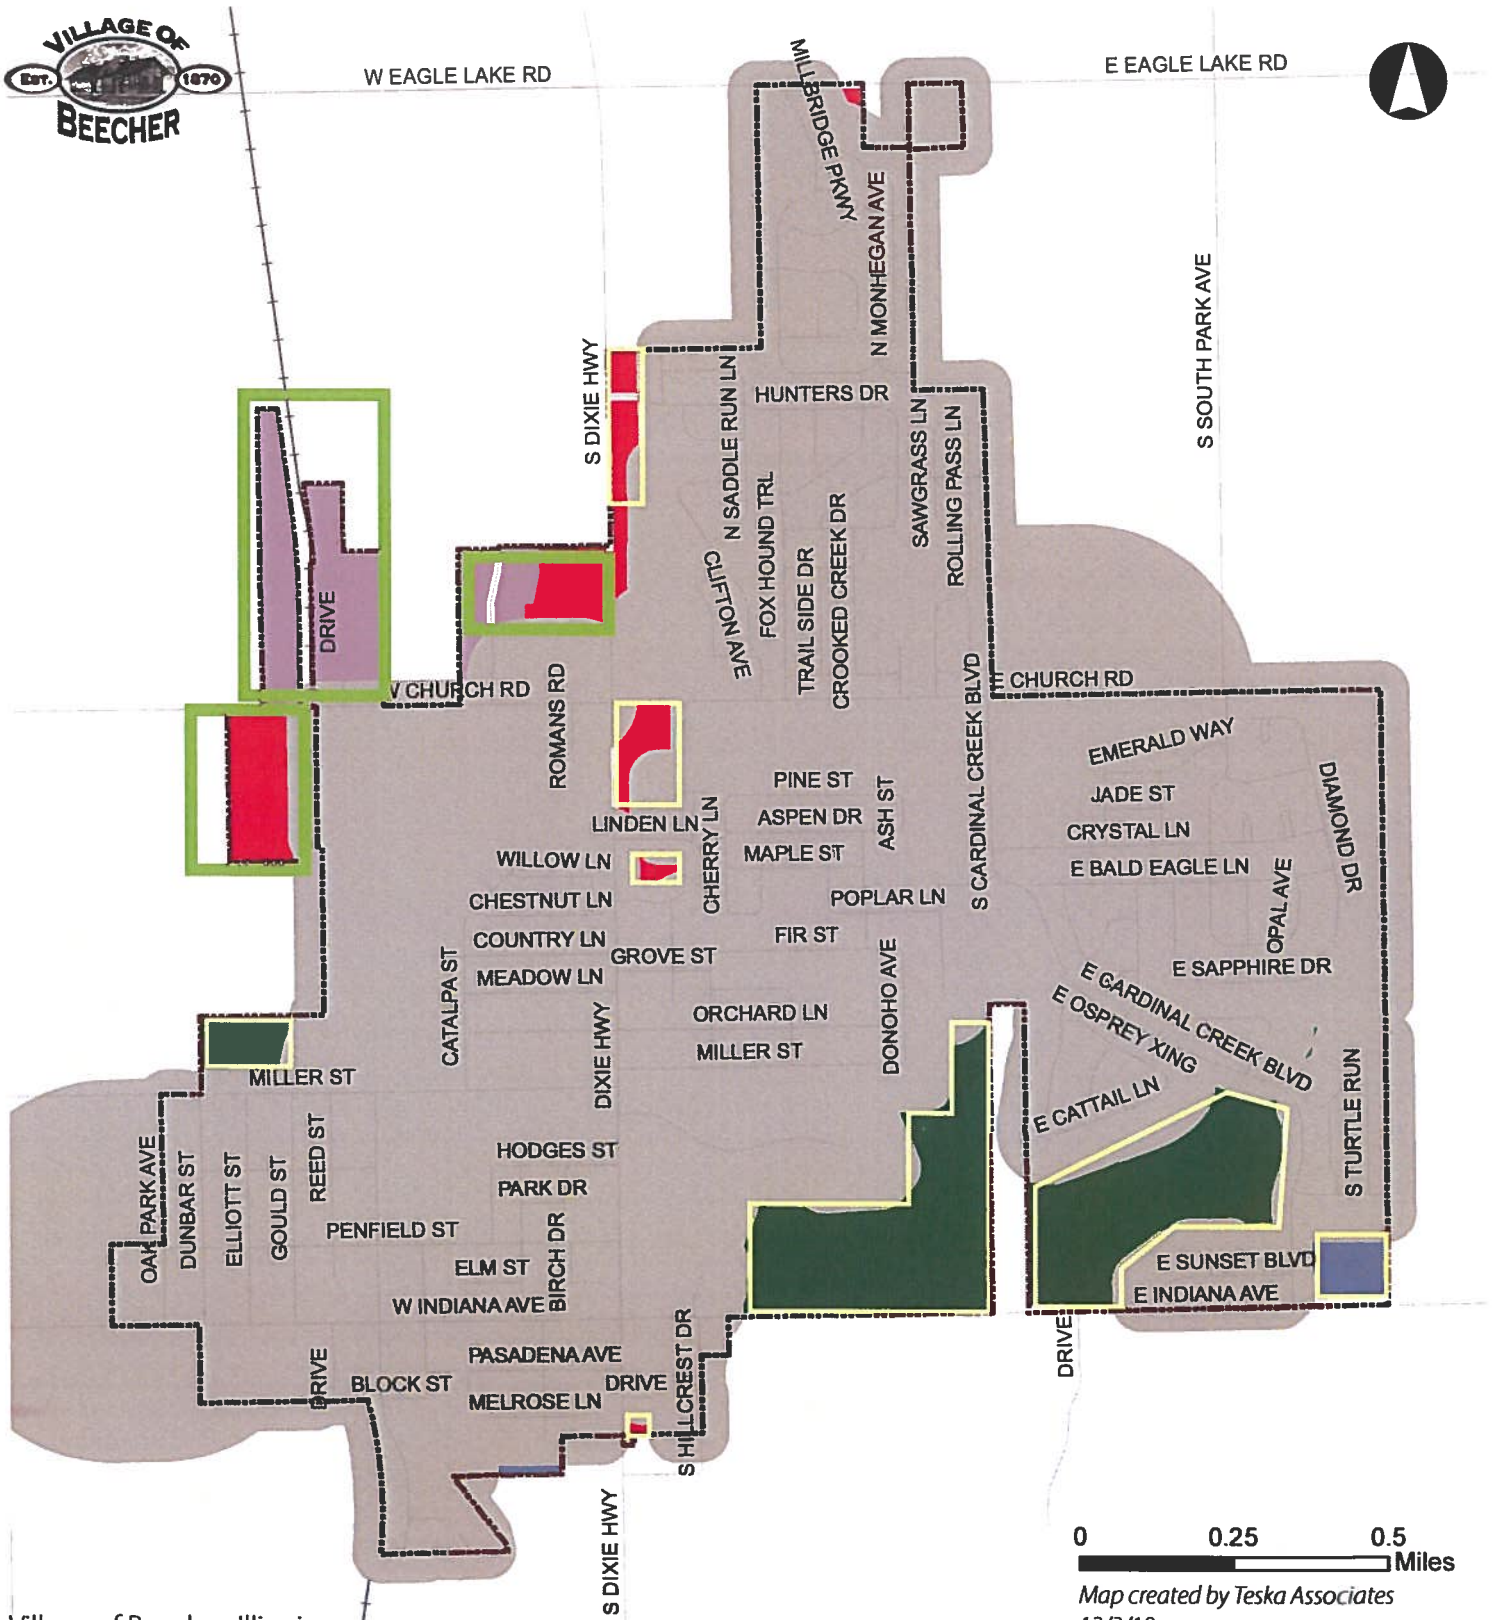 VILLAGE OF
EST.
1870
BEECHER
W EAGLE LAKE RD
E EAGLE LAKE RD
MILLBRIDGE PKWY
N MONHEGAN AVE
S SOUTH PARK AVE
S DIXIE HWY
N SADDLE RUN LN
HUNTERS DR
SAWGRASS LN
ROLLING PASS LN
FOX HOUND TRL
CROOKED CREEK DR
TRAIL SIDE DR
CLIFTON AVE
DRIVE
W CHURCH RD
E CHURCH RD
ROMANS RD
S CARDINAL CREEK BLVD
EMERALD WAY
PINE ST
JADE ST
DIAMOND DR
ASH ST
ASPEN DR
LINDEN LN
CRYSTAL LN
CHERRY LN
MAPLE ST
WILLOW LN
E BALD EAGLE LN
CHESTNUT LN
POPLAR LN
OPAL AVE
COUNTRY LN
FIR ST
GROVE ST
MEADOW LN
E SAPPHIRE DR
CATALPA ST
DONOHO AVE
E CARDINAL CREEK BLVD
E OSPREY XING
DIXIE HWY
ORCHARD LN
MILLER ST
MILLER ST
E CATTAIL LN
S TURTLE RUN
OAK PARK AVE
DUNBAR ST
ELLIOTT ST
GOULD ST
REED ST
HODGES ST
PARK DR
PENFIELD ST
BIRCH DR
ELM ST
E SUNSET BLVD
W INDIANA AVE
E INDIANA AVE
S HILLCREST DR
PASADENA AVE
DRIVE
DRIVE
BLOCK ST
DRIVE
MELROSE LN
S DIXIE HWY
0 0.25 0.5
Miles
Map created by Teska Associates